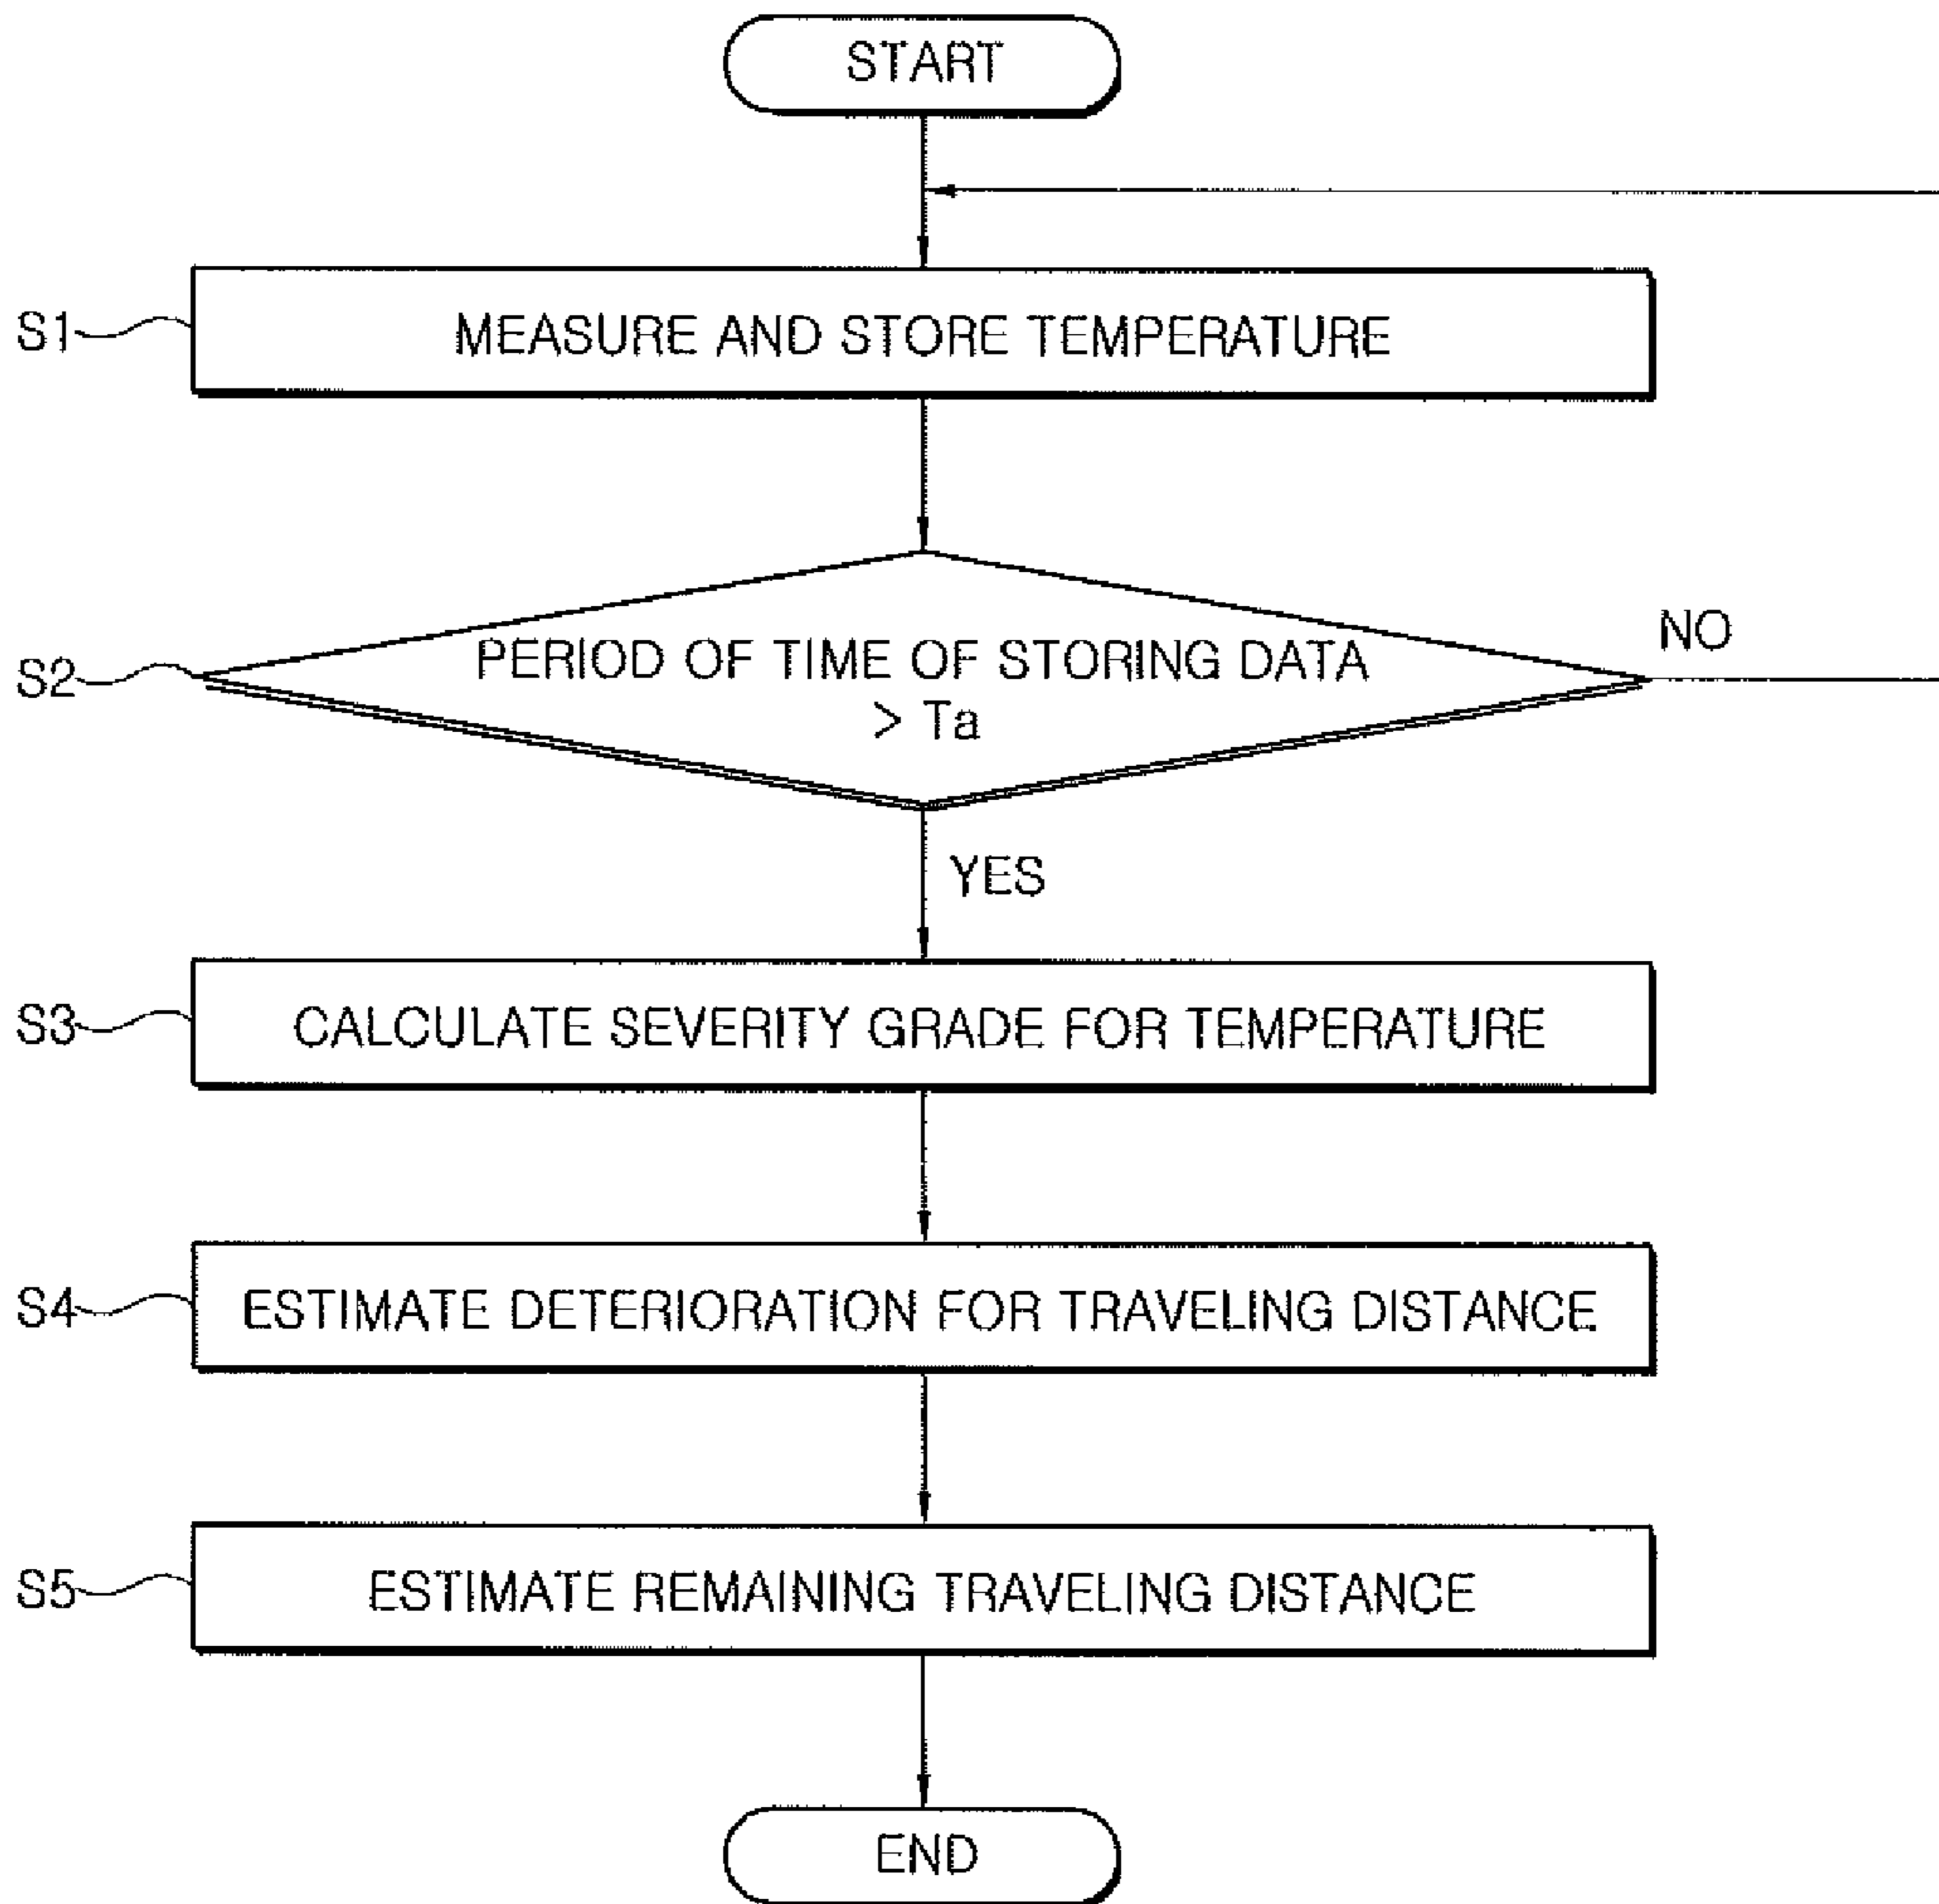 START
S1
MEASURE AND STORE TEMPERATURE
S2
PERIOD OF TIME OF STORING DATA
> Ta
NO
YES
S3
CALCULATE SEVERITY GRADE FOR TEMPERATURE
S4
ESTIMATE DETERIORATION FOR TRAVELING DISTANCE
S5
ESTIMATE REMAINING TRAVELING DISTANCE
END